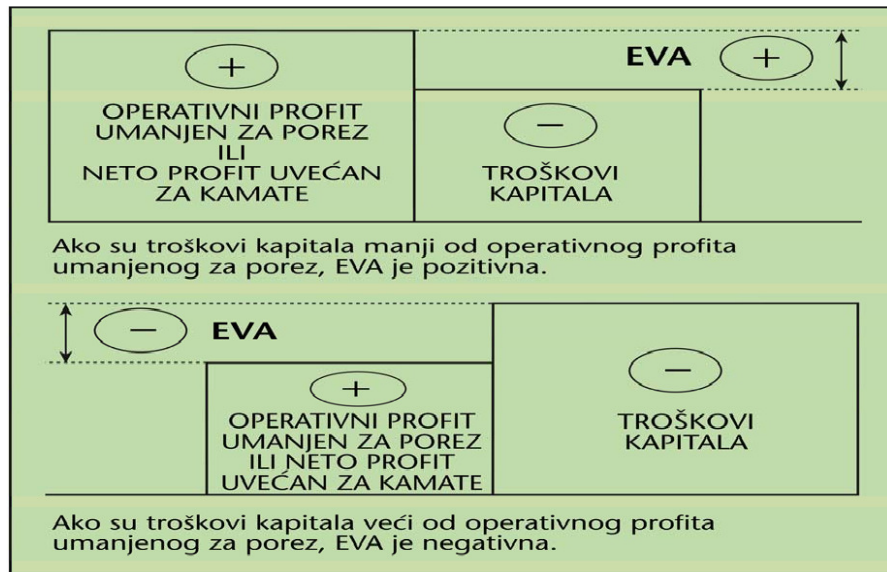 EVA +
+
OPERATIVNI PROFIT
UMANJEN ZA POREZ
ILI
NETO PROFIT UVEĆAN
ZA KAMATE
−
TROŠKOVI
KAPITALA
Ako su troškovi kapitala manji od operativnog profita
umanjenog za porez, EVA je pozitivna.
− EVA
+
OPERATIVNI PROFIT
UMANJEN ZA POREZ
ILI NETO PROFIT
UVEĆAN ZA KAMATE
−
TROŠKOVI
KAPITALA
Ako su troškovi kapitala veći od operativnog profita
umanjenog za porez, EVA je negativna.